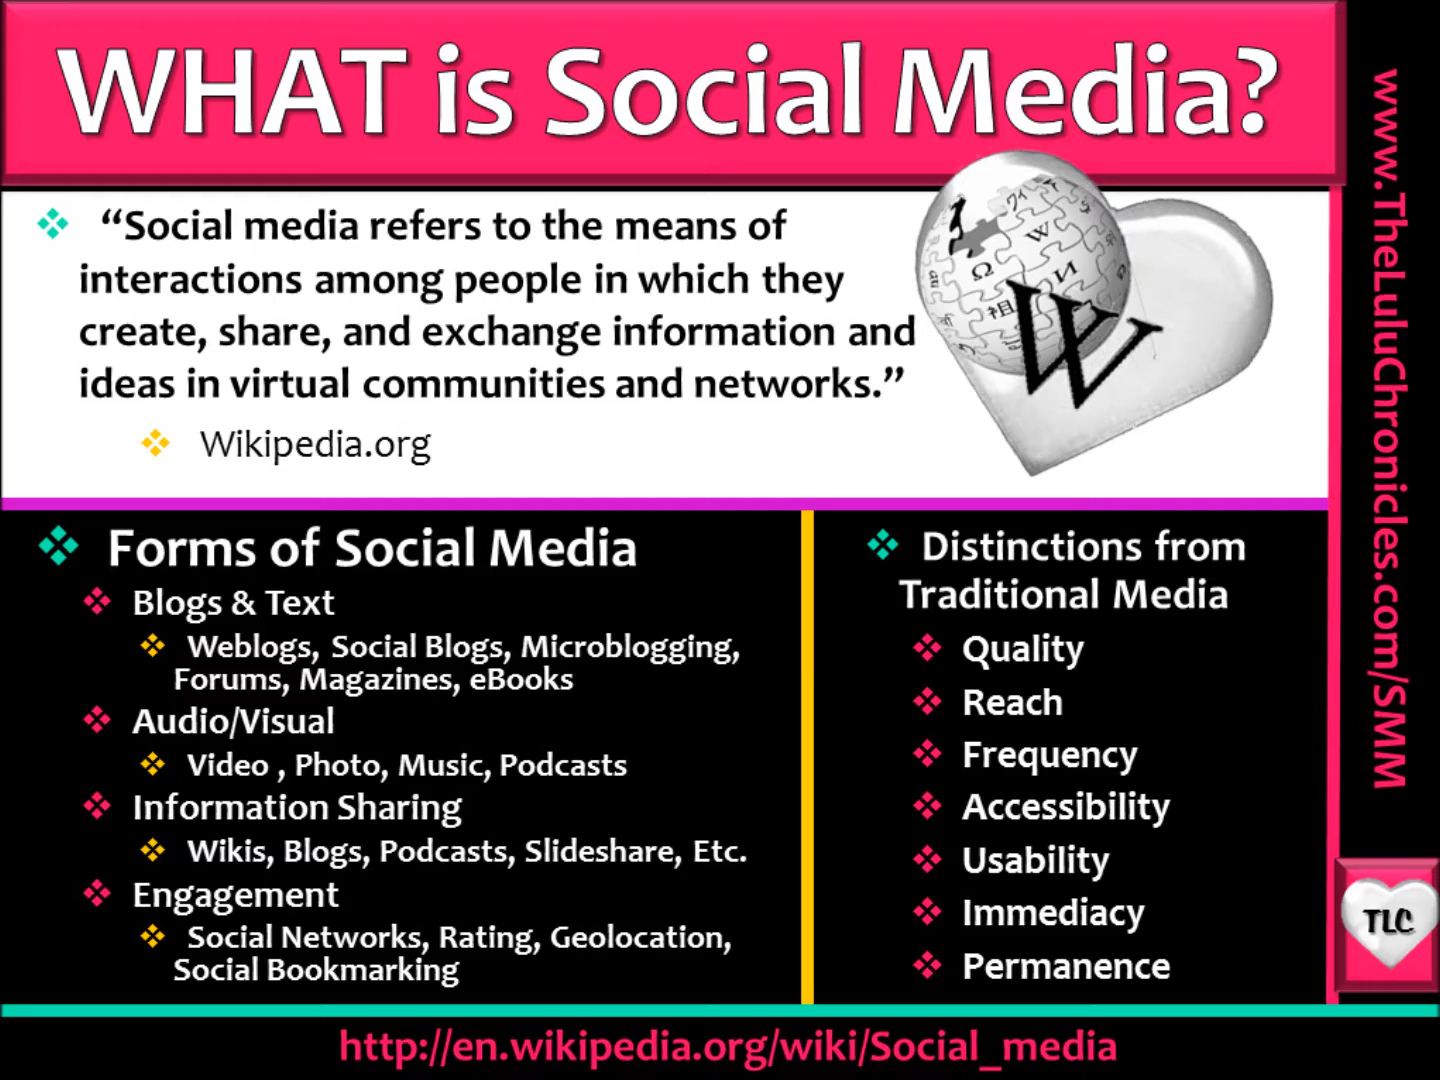 WHAT is Social Media?
“Social media refers to the means of
interactions among people in which they
create, share, and exchange information and
ideas in virtual communities and networks.”
Wikipedia.org
W
Ω
W
И
祖
Forms of Social Media
Blogs & Text
Weblogs, Social Blogs, Microblogging,
Forums, Magazines, eBooks
Audio/Visual
Video , Photo, Music, Podcasts
Information Sharing
Wikis, Blogs, Podcasts, Slideshare, Etc.
Engagement
Social Networks, Rating, Geolocation,
Social Bookmarking
Distinctions from
Traditional Media
Quality
Reach
Frequency
Accessibility
Usability
Immediacy
Permanence
www.TheLuluChronicles.com/SMM
TLC
http://en.wikipedia.org/wiki/Social_media